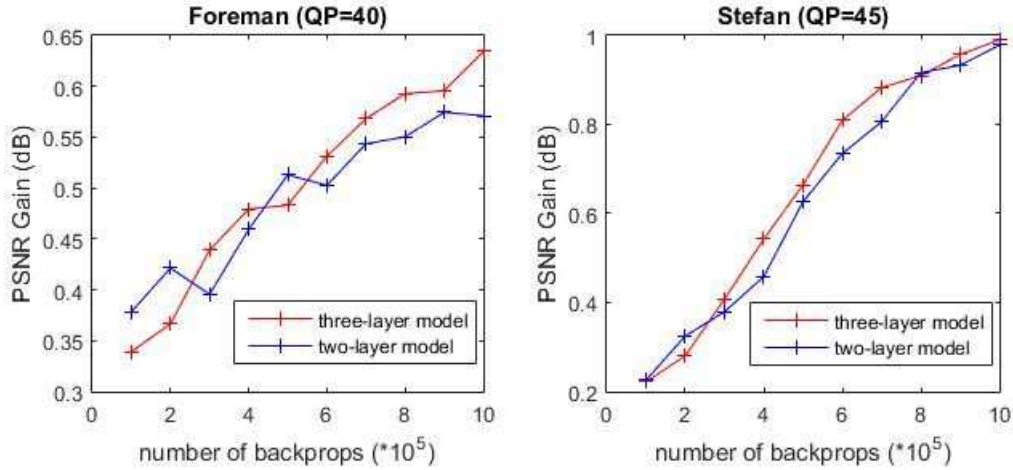 Foreman (QP=40)
0.65
0.6
0.55
0.5
0.45
0.4
0.35
0.3
PSNR Gain (dB)
three-layer model
two-layer model
0 2 4 6 8 10
number of backprops (*10^5)
Stefan (QP=45)
1
0.8
0.6
0.4
0.2
PSNR Gain (dB)
three-layer model
two-layer model
0 2 4 6 8 10
number of backprops (*10^5)